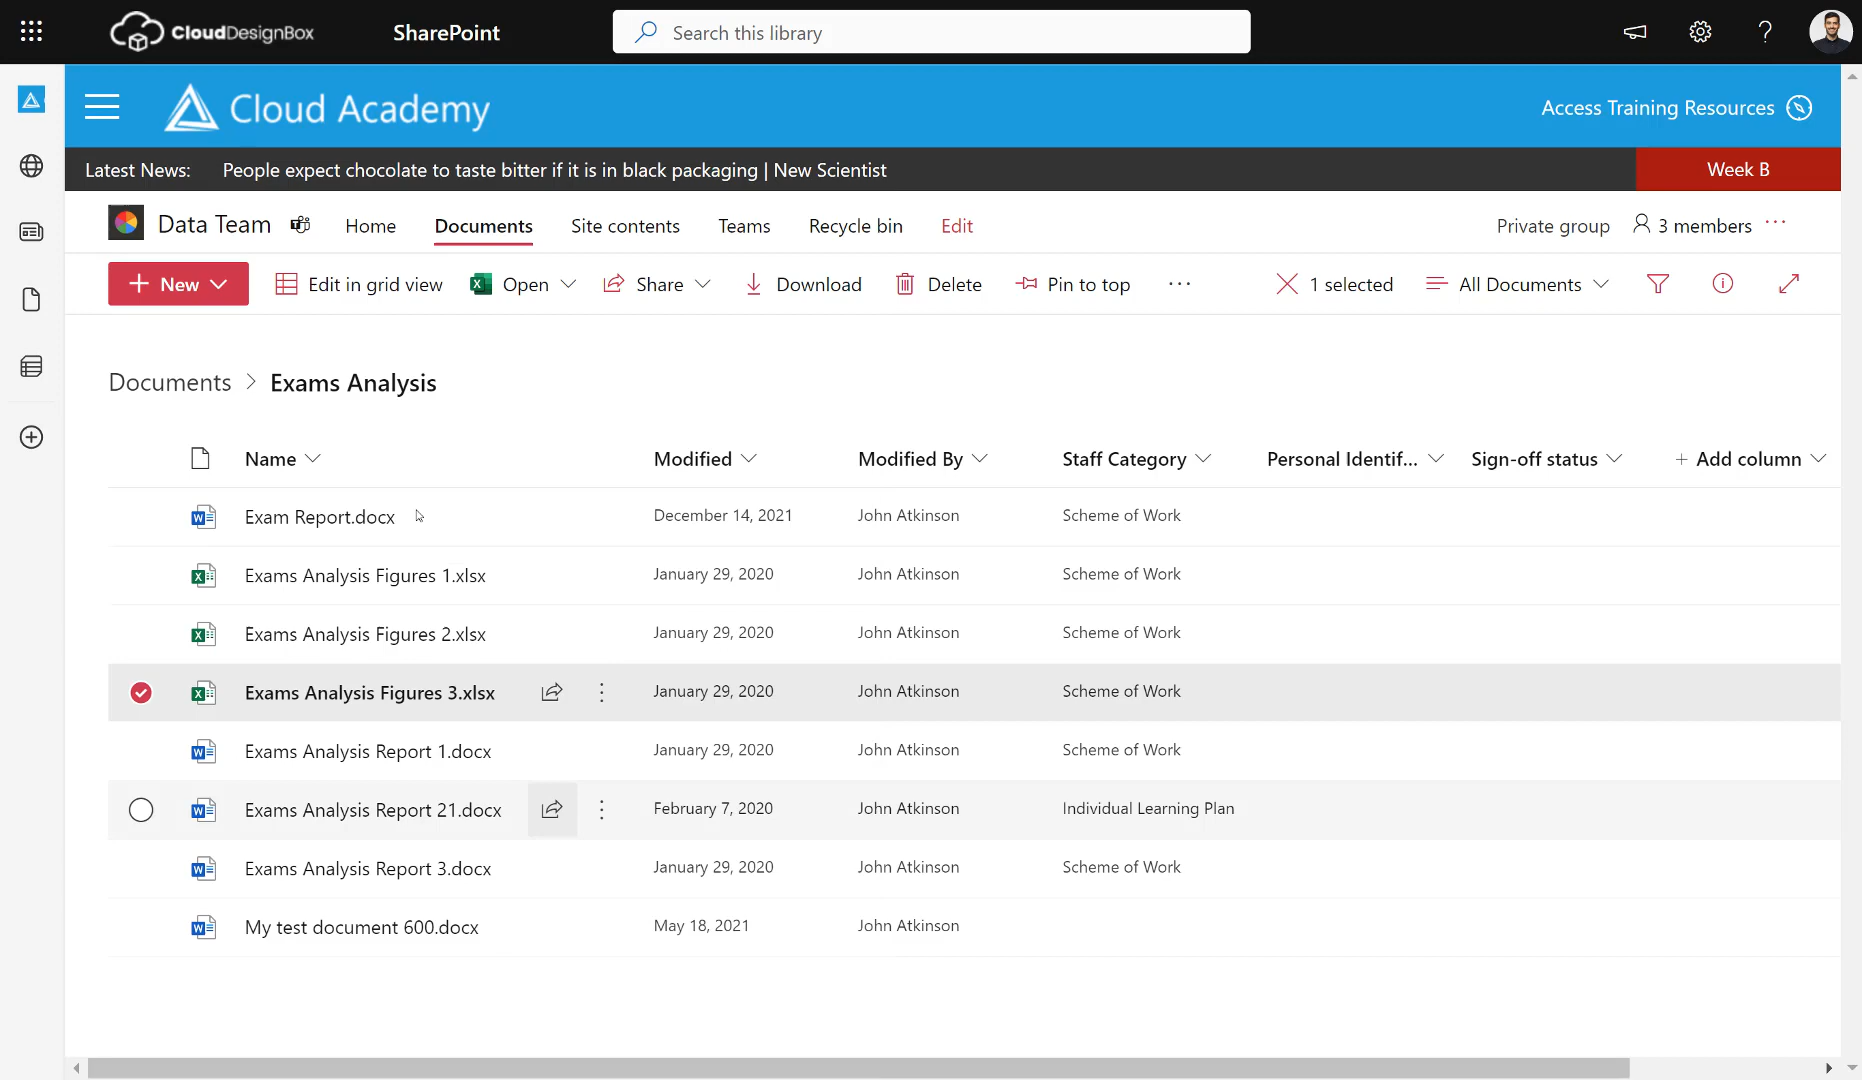 CloudDesignBox SharePoint Search this library
Cloud Academy Access Training Resources
Latest News: People expect chocolate to taste bitter if it is in black packaging | New Scientist Week B
Data Team Home Documents Site contents Teams Recycle bin Edit Private group 3 members
New Edit in grid view Open Share Download Delete Pin to top 1 selected All Documents
Documents > Exams Analysis
Name Modified Modified By Staff Category Personal Identif... Sign-off status + Add column
Exam Report.docx December 14, 2021 John Atkinson Scheme of Work
Exams Analysis Figures 1.xlsx January 29, 2020 John Atkinson Scheme of Work
Exams Analysis Figures 2.xlsx January 29, 2020 John Atkinson Scheme of Work
Exams Analysis Figures 3.xlsx January 29, 2020 John Atkinson Scheme of Work
Exams Analysis Report 1.docx January 29, 2020 John Atkinson Scheme of Work
Exams Analysis Report 21.docx February 7, 2020 John Atkinson Individual Learning Plan
Exams Analysis Report 3.docx January 29, 2020 John Atkinson Scheme of Work
My test document 600.docx May 18, 2021 John Atkinson